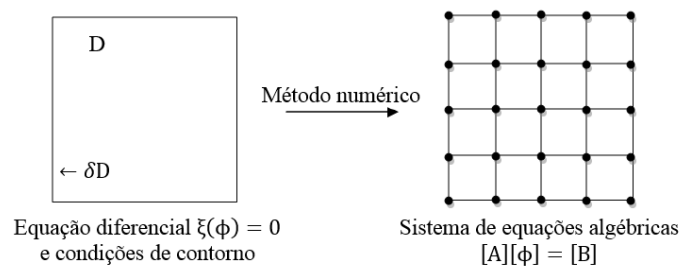 D
Método numérico
← δD
Equação diferencial ξ(ϕ) = 0
e condições de contorno
Sistema de equações algébricas
[A][ϕ] = [B]